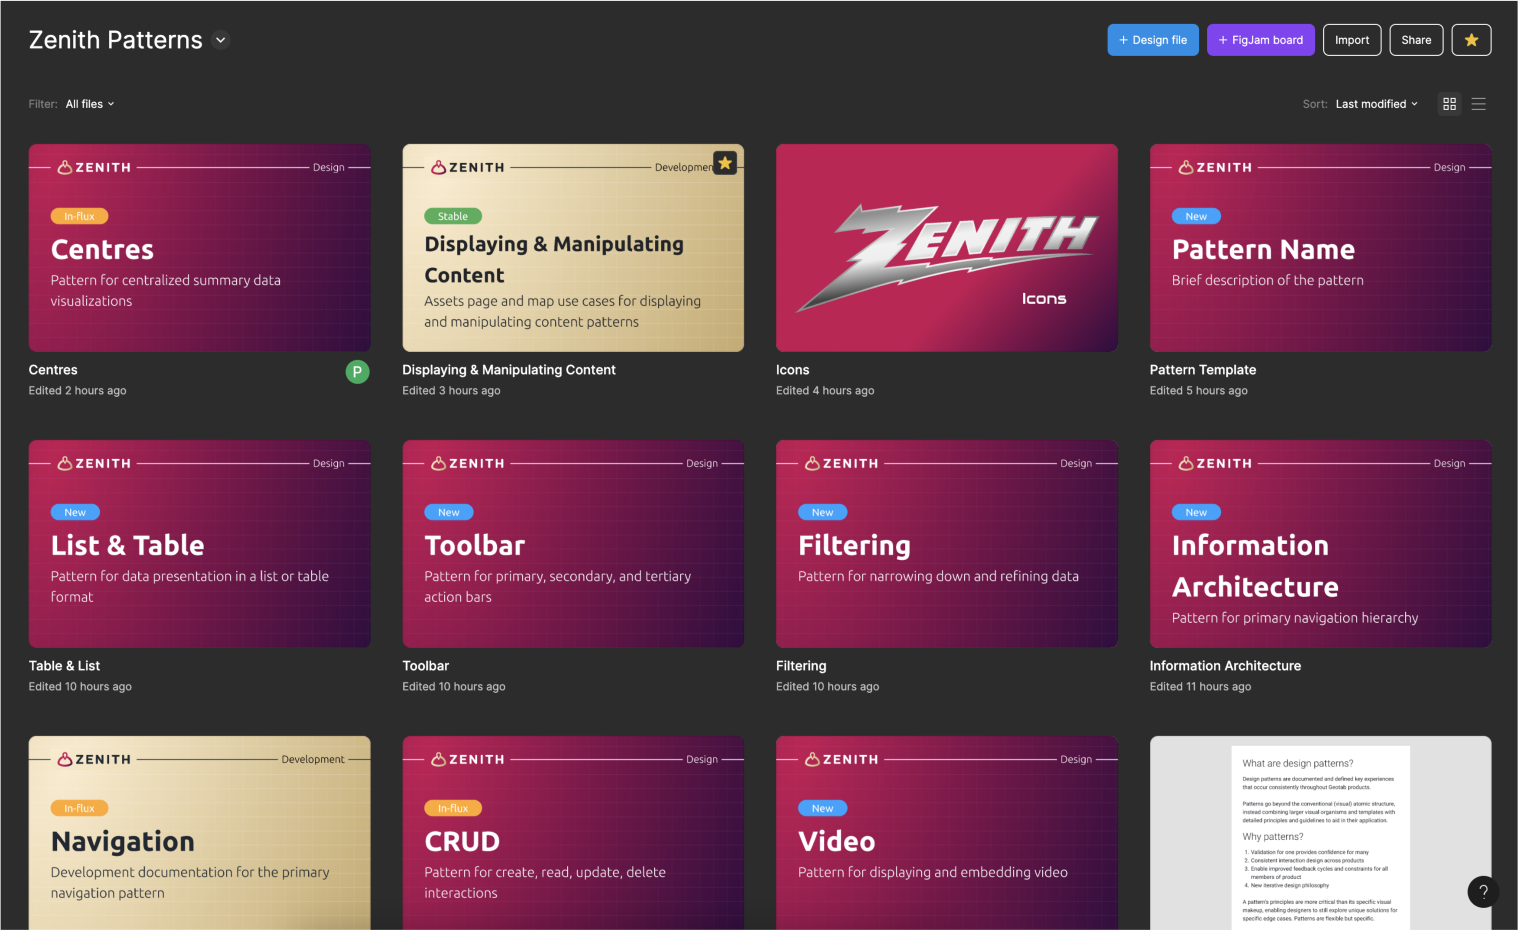 Zenith Patterns
+ Design file
+ FigJam board
Import
Share
Filter: All files
Sort: Last modified
ZENITH
Design
In-flux
Centres
Pattern for centralized summary data
visualizations
Centres
P
Edited 2 hours ago
ZENITH
Developmen
Stable
Displaying & Manipulating
Content
Assets page and map use cases for displaying
and manipulating content patterns
Displaying & Manipulating Content
Edited 3 hours ago
ZENITH
Icons
Icons
Edited 4 hours ago
ZENITH
Design
New
Pattern Name
Brief description of the pattern
Pattern Template
Edited 5 hours ago
ZENITH
Design
New
List & Table
Pattern for data presentation in a list or table
format
Table & List
Edited 10 hours ago
ZENITH
Design
New
Toolbar
Pattern for primary, secondary, and tertiary
action bars
Toolbar
Edited 10 hours ago
ZENITH
Design
New
Filtering
Pattern for narrowing down and refining data
Filtering
Edited 10 hours ago
ZENITH
Design
New
Information
Architecture
Pattern for primary navigation hierarchy
Information Architecture
Edited 11 hours ago
ZENITH
Development
In-flux
Navigation
Development documentation for the primary
navigation pattern
ZENITH
Design
In-flux
CRUD
Pattern for create, read, update, delete
interactions
ZENITH
Design
New
Video
Pattern for displaying and embedding video
What are design patterns?
Design patterns are documented and defined key experiences
that occur consistently throughout Geotab products.
Patterns go beyond the conventional (visual) atomic structure,
instead combining larger visual organisms and templates with
detailed principles and guidelines to aid in their application.
Why patterns?
1. Validation for one provides confidence for many
2. Consistent interaction design across products
3. Enable improved feedback cycles and constraints for all
members of product
4. New iterative design philosophy
A pattern's principles are more critical than its specific visual
makeup, enabling designers to still explore unique solutions for
specific edge cases. Patterns are flexible but specific.
?